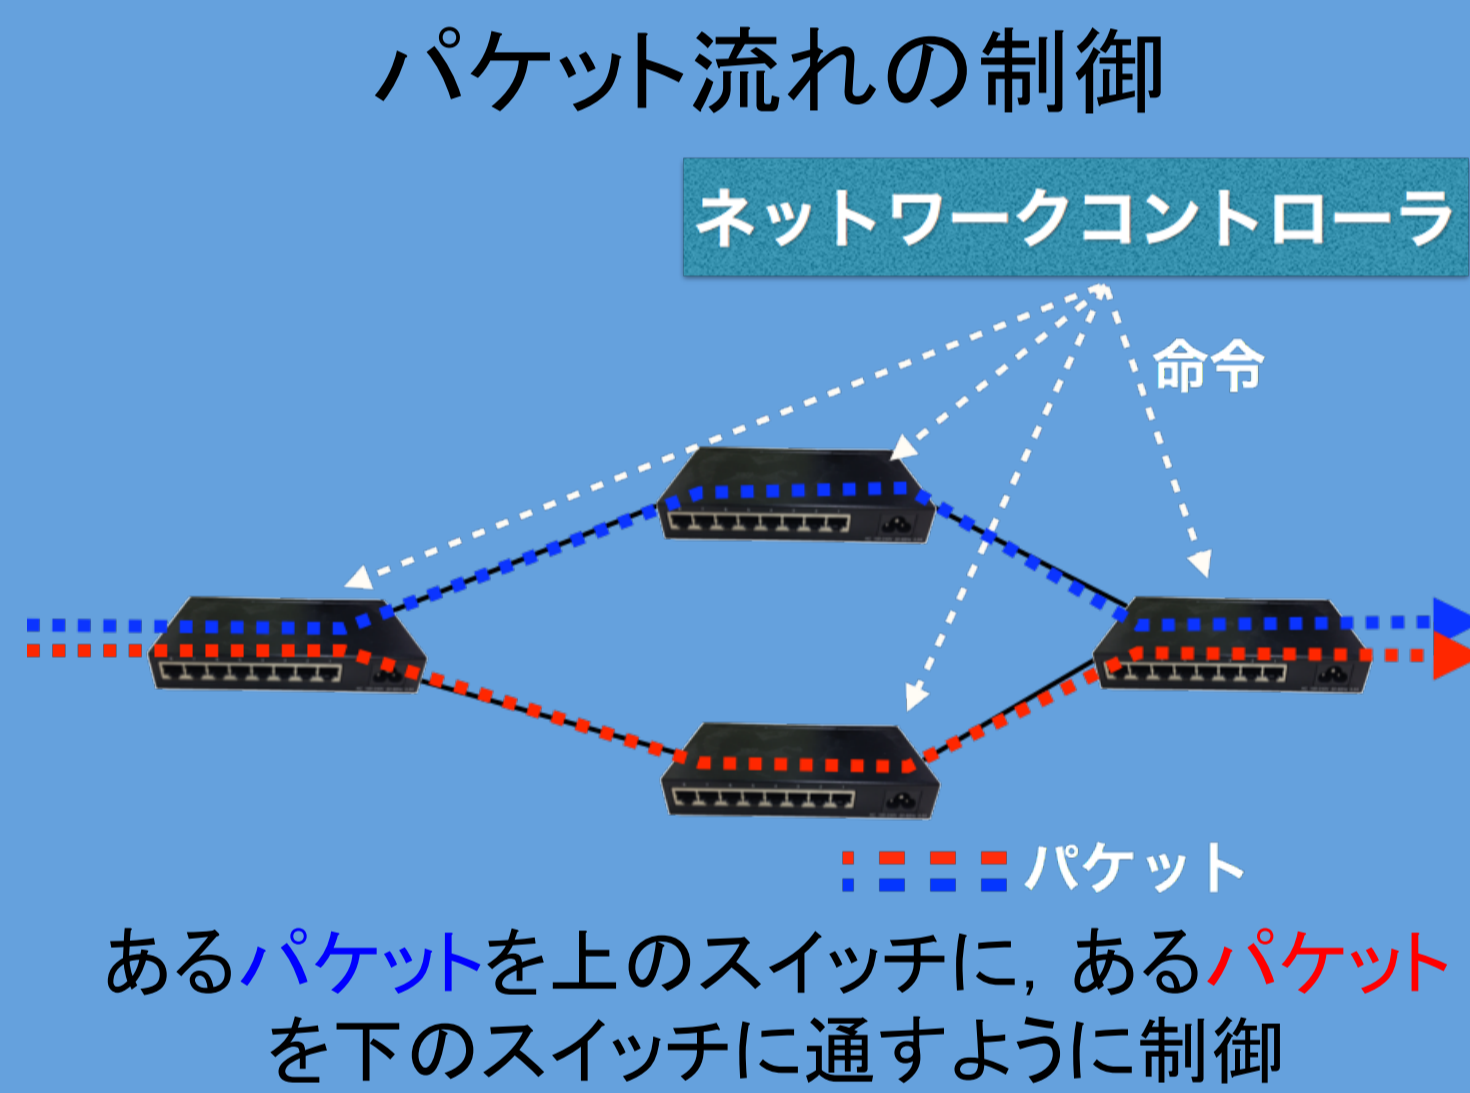 パケット流れの制御
ネットワークコントローラ
命令
パケット
あるパケットを上のスイッチに, あるパケット
を下のスイッチに通すように制御